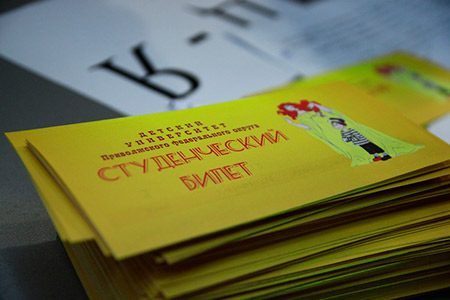 ДЕТСКИЙ
УНИВЕРСИТЕТ
Приволжского федерального округа
СТУДЕНЧЕСКИЙ
БИЛЕТ